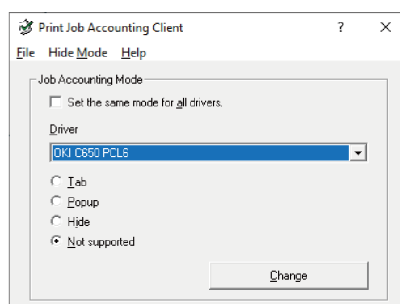 Print Job Accounting Client ? ×
File Hide Mode Help
Job Accounting Mode
Set the same mode for all drivers.
Driver
OKI C650 PCL6
Tab
Popup
Hide
Not supported
Change